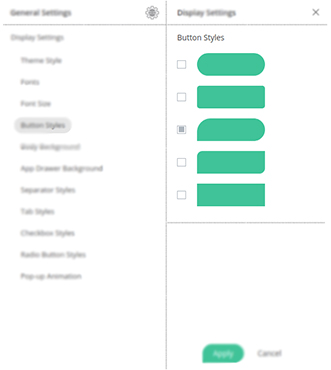 General Settings
Display Settings
Theme Style
Fonts
Font Size
Button Styles
Body Background
App Drawer Background
Separator Styles
Tab Styles
Checkbox Styles
Radio Button Styles
Pop-up Animation
Display Settings
Button Styles
Apply
Cancel